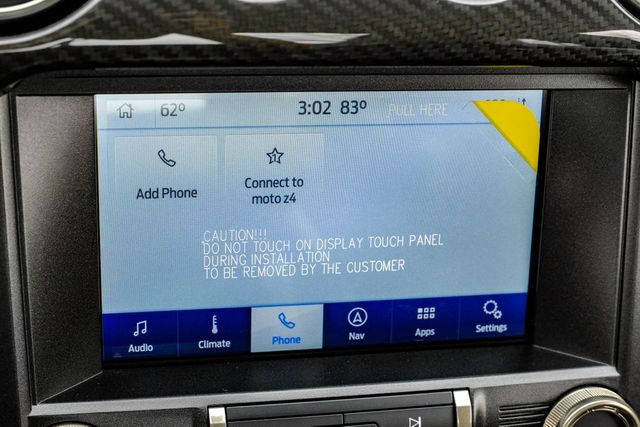 62° 3:02 83° PULL HERE
Add Phone
Connect to
moto z4
CAUTION!!!
DO NOT TOUCH ON DISPLAY TOUCH PANEL
DURING INSTALLATION
TO BE REMOVED BY THE CUSTOMER
Audio Climate Phone Nav Apps Settings